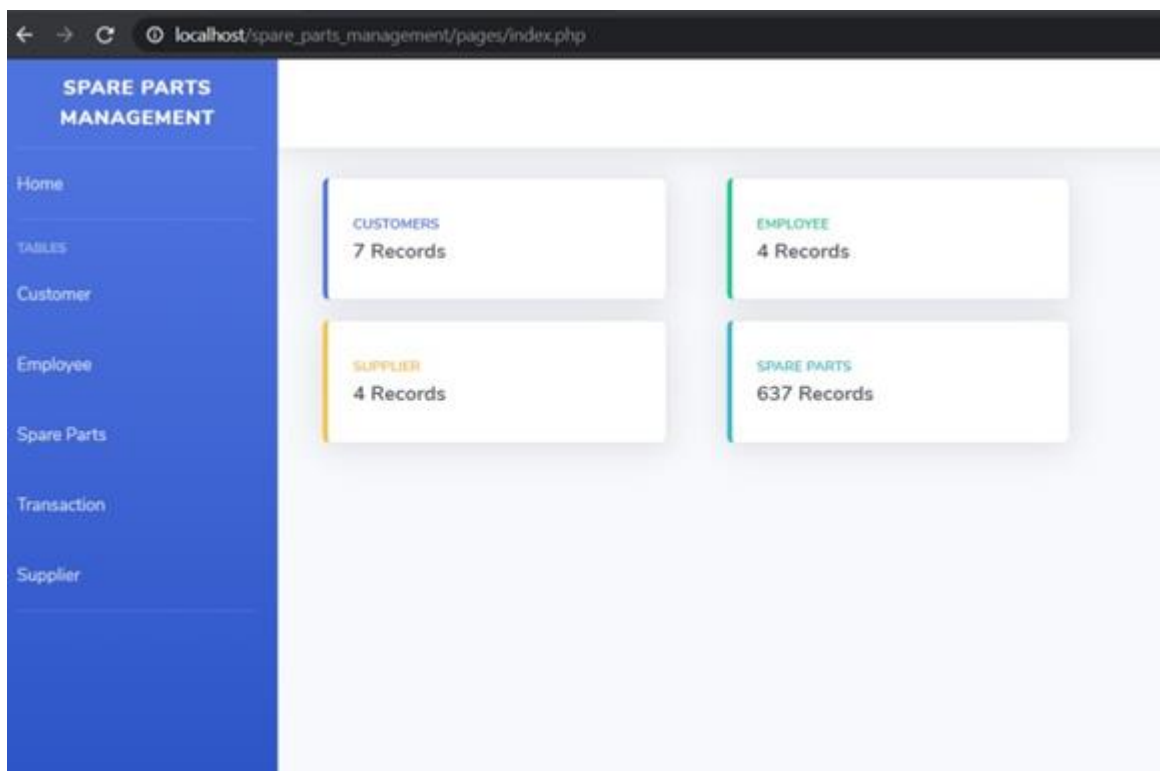 localhost/spare_parts_management/pages/index.php
SPARE PARTS
MANAGEMENT
Home
TABLES
Customer
Employee
Spare Parts
Transaction
Supplier
CUSTOMERS
7 Records
EMPLOYEE
4 Records
SUPPLIER
4 Records
SPARE PARTS
637 Records